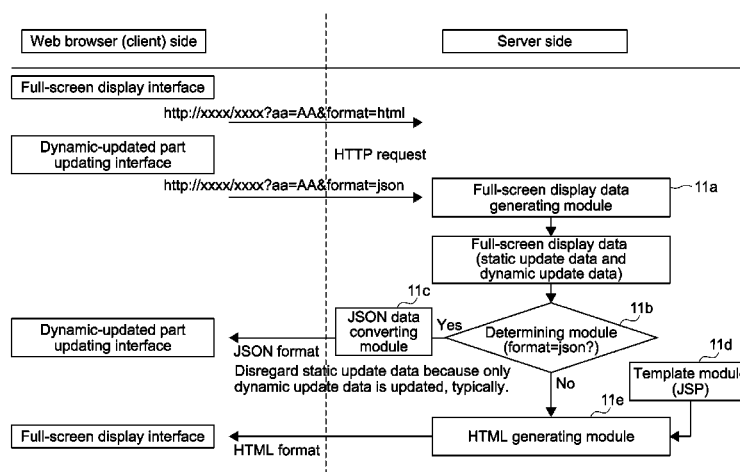 Web browser (client) side
Server side
Full-screen display interface
http://xxxx/xxxx?aa=AA&format=html
Dynamic-updated part
updating interface
HTTP request
http://xxxx/xxxx?aa=AA&format=json
11a
Full-screen display data
generating module
Full-screen display data
(static update data and
dynamic update data)
11c
11b
JSON data
converting
module
Yes
Determining module
(format=json?)
Dynamic-updated part
updating interface
JSON format
11d
Disregard static update data because only
dynamic update data is updated, typically.
No
Template module
(JSP)
11e
Full-screen display interface
HTML format
HTML generating module